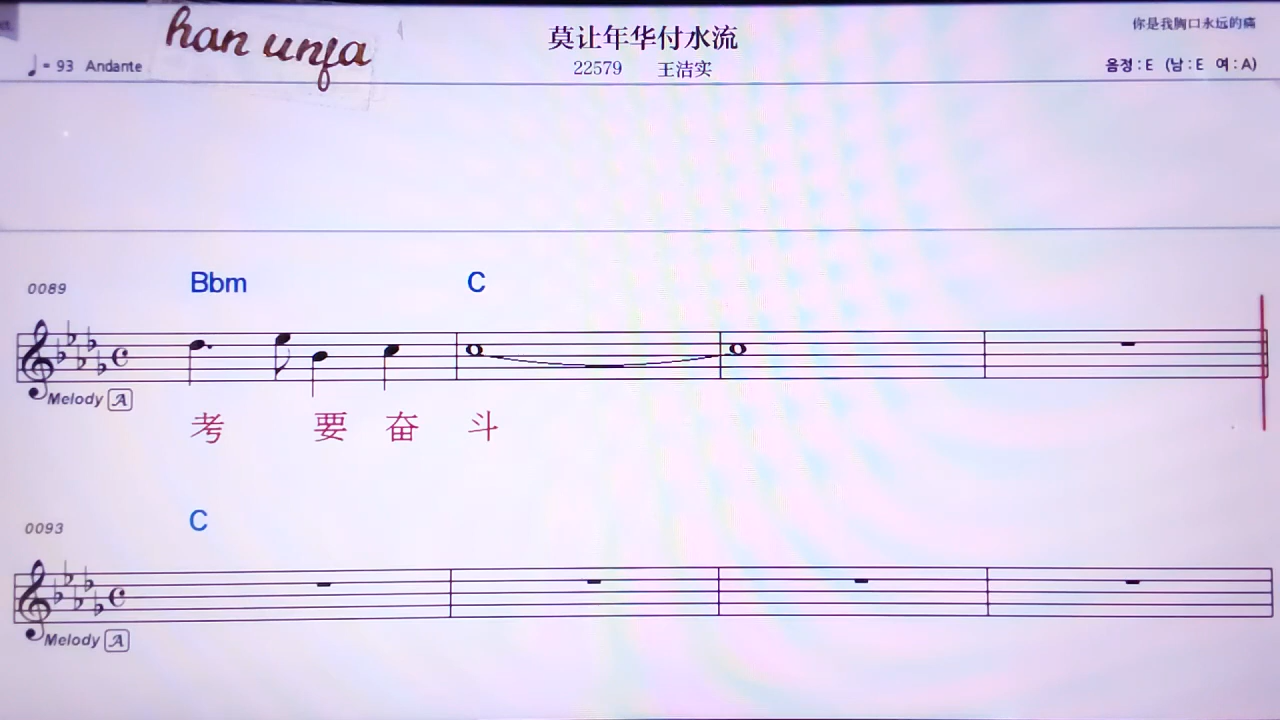 han unfa
莫让年华付水流
你是我胸口永远的痛
♩= 93 Andante
22579 王洁实
음정 : E (남 : E 여 : A)
0089
Bbm C
Melody A
考 要 奋 斗
0093
C
Melody A